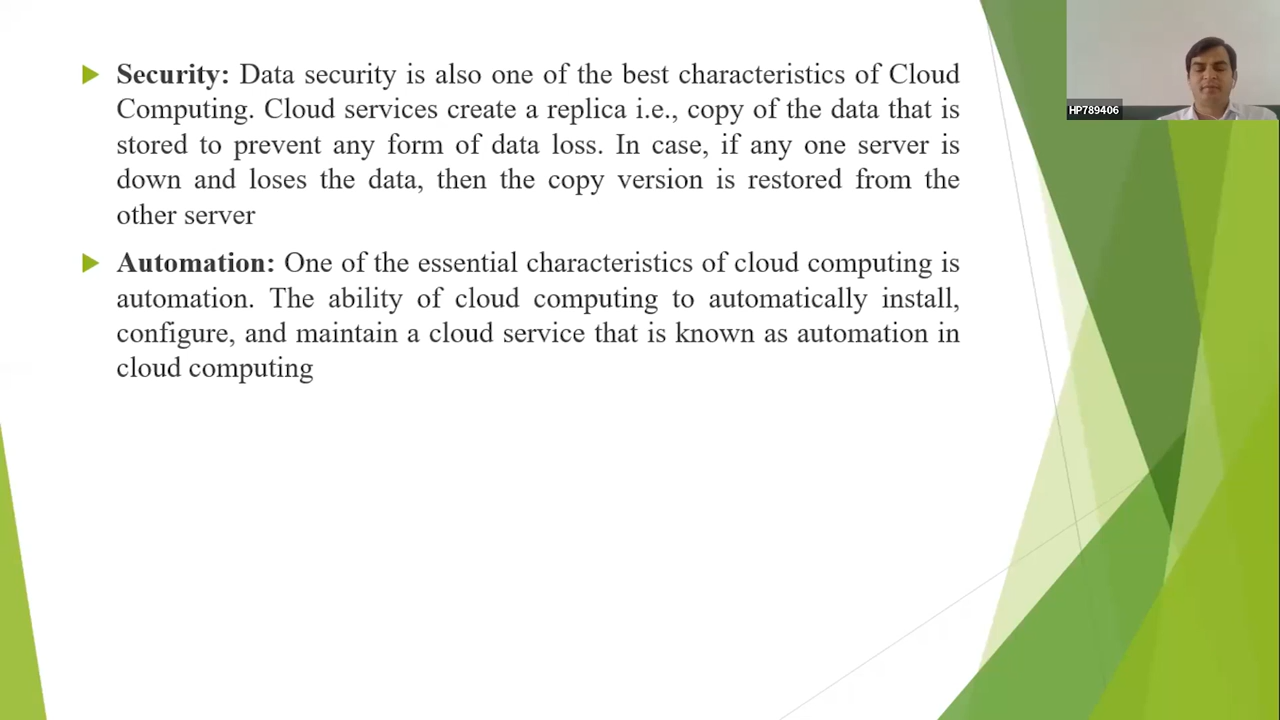 Security: Data security is also one of the best characteristics of Cloud
Computing. Cloud services create a replica i.e., copy of the data that is
stored to prevent any form of data loss. In case, if any one server is
down and loses the data, then the copy version is restored from the
other server
Automation: One of the essential characteristics of cloud computing is
automation. The ability of cloud computing to automatically install,
configure, and maintain a cloud service that is known as automation in
cloud computing
HP789406